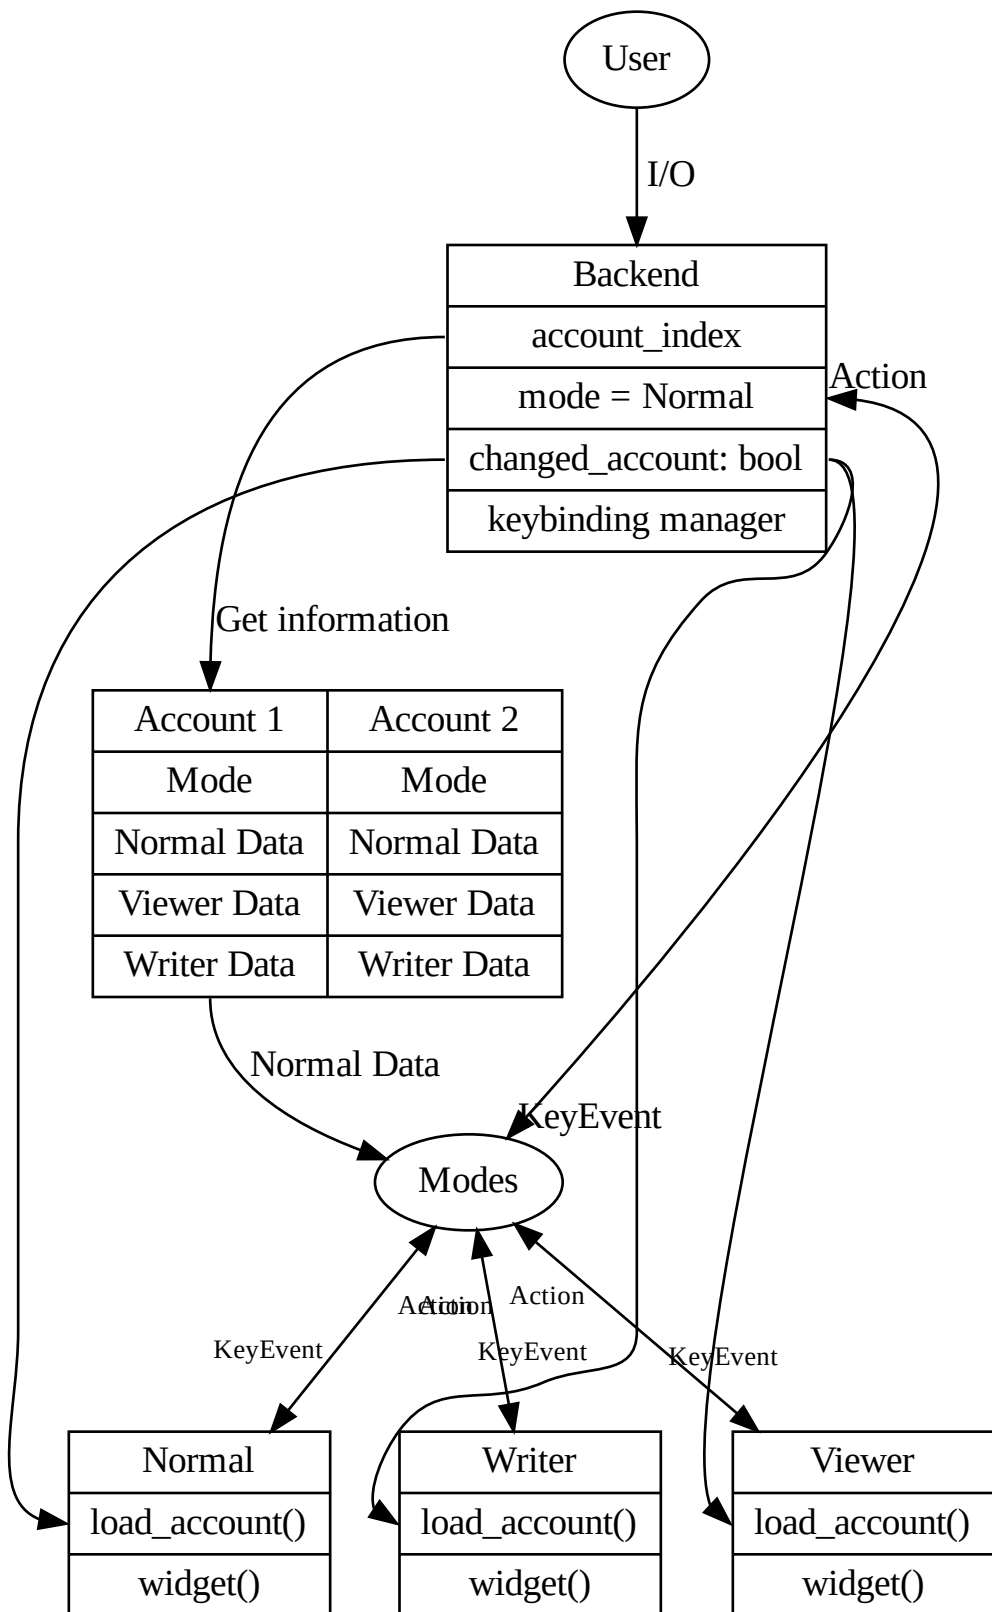 User
I/O
Backend
account_index
mode = Normal
Action
changed_account: bool
keybinding manager
Get information
Account 1
Account 2
Mode
Mode
Normal Data
Normal Data
Viewer Data
Viewer Data
Writer Data
Writer Data
Normal Data
KeyEvent
Modes
Action
Action
Action
KeyEvent
KeyEvent
KeyEvent
Normal
Writer
Viewer
load_account()
load_account()
load_account()
widget()
widget()
widget()